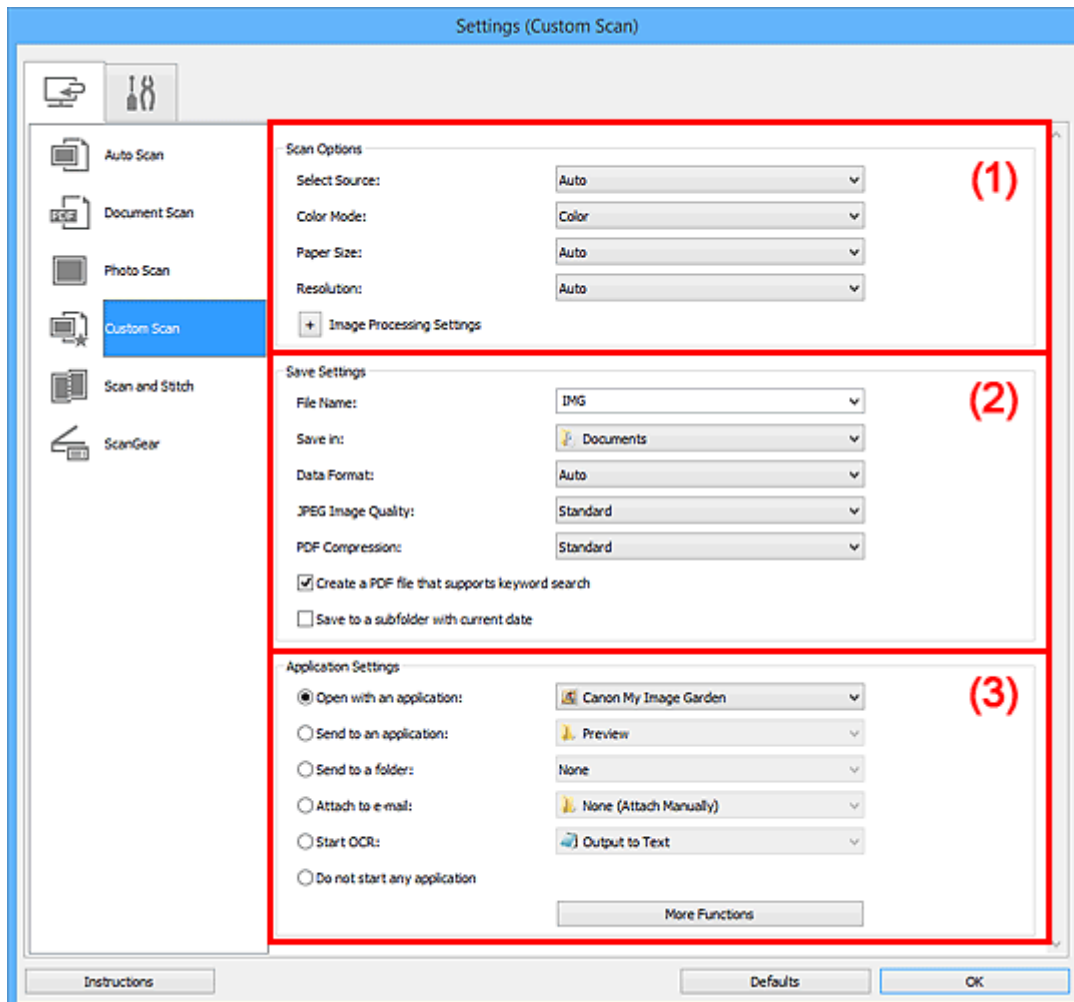 Settings (Custom Scan)
Auto Scan
PDF
Document Scan
Photo Scan
Custom Scan
Scan and Stitch
ScanGear
Scan Options
(1)
Select Source: Auto
Color Mode: Color
Paper Size: Auto
Resolution: Auto
+ Image Processing Settings
Save Settings
(2)
File Name: IMG
Save in: Documents
Data Format: Auto
JPEG Image Quality: Standard
PDF Compression: Standard
Create a PDF file that supports keyword search
Save to a subfolder with current date
Application Settings
(3)
Open with an application: Canon My Image Garden
Send to an application: Preview
Send to a folder: None
Attach to e-mail: None (Attach Manually)
Start OCR: Output to Text
Do not start any application
More Functions
Instructions Defaults OK